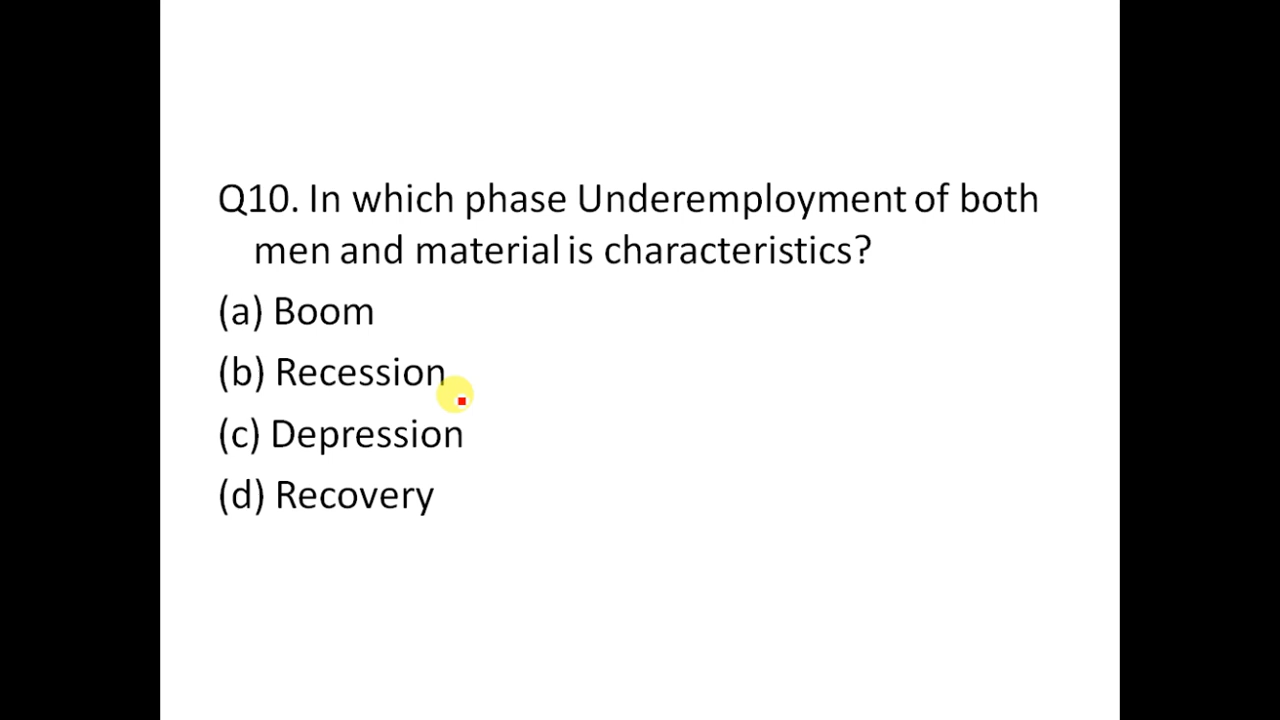 Q10. In which phase Underemployment of both
men and material is characteristics?
(a) Boom
(b) Recession
(c) Depression
(d) Recovery